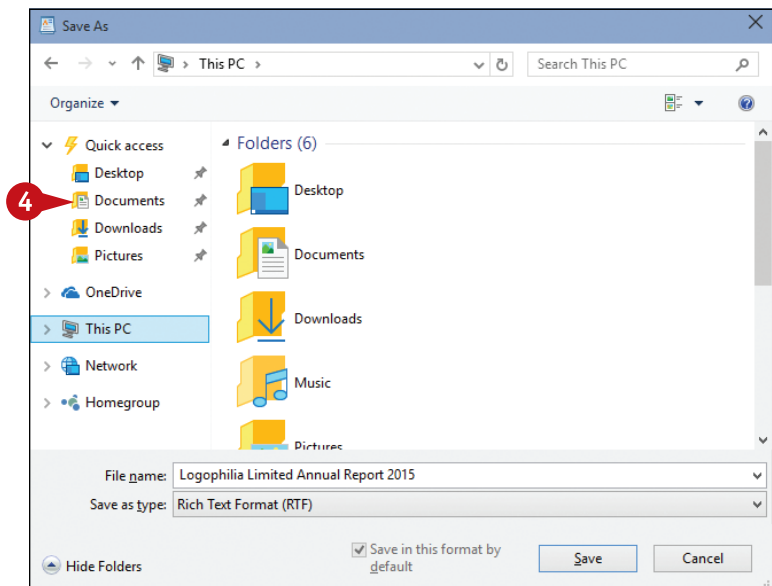 Save As
This PC
Search This PC
Organize
Quick access
Desktop
Documents
Downloads
Pictures
OneDrive
This PC
Network
Homegroup
4
Folders (6)
Desktop
Documents
Downloads
Music
Pictures
File name: Logophilia Limited Annual Report 2015
Save as type: Rich Text Format (RTF)
Hide Folders
Save in this format by
default
Save
Cancel